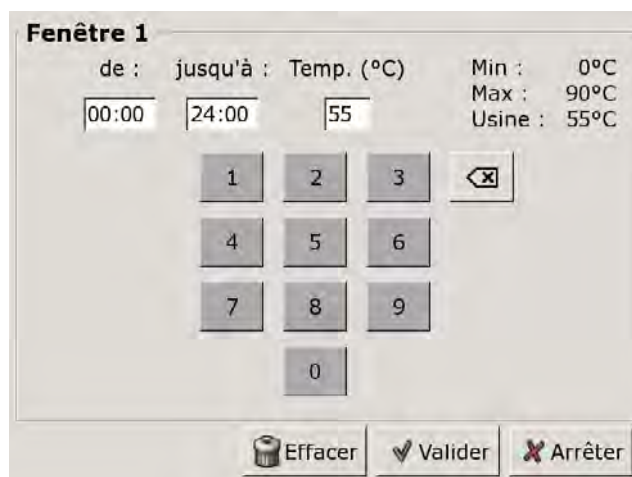 Fenêtre 1
de : jusqu'à : Temp. (°C) Min : 0°C
Max : 90°C
00:00 24:00 55 Usine : 55°C
1 2 3
4 5 6
7 8 9
0
Effacer Valider Arrêter